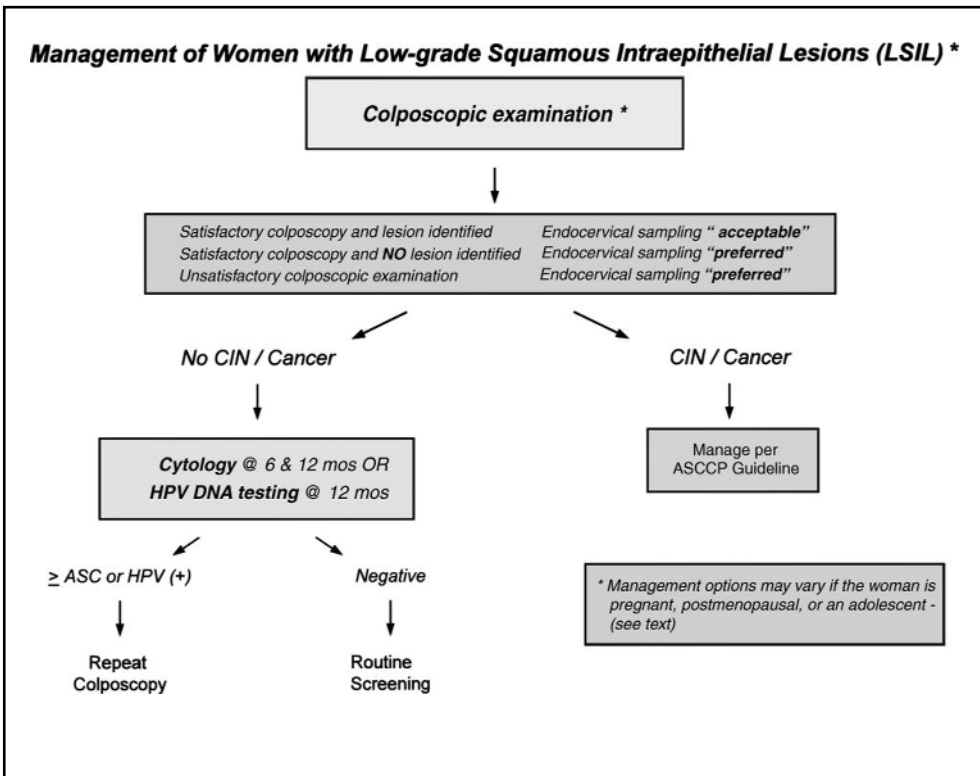 Management of Women with Low-grade Squamous Intraepithelial Lesions (LSIL) *
Colposcopic examination *
Satisfactory colposcopy and lesion identified Endocervical sampling “ acceptable”
Satisfactory colposcopy and NO lesion identified Endocervical sampling “preferred”
Unsatisfactory colposcopic examination Endocervical sampling “preferred”
No CIN / Cancer
CIN / Cancer
Cytology @ 6 & 12 mos OR
HPV DNA testing @ 12 mos
Manage per
ASCCP Guideline
≥ ASC or HPV (+)
Negative
Repeat
Colposcopy
Routine
Screening
* Management options may vary if the woman is
pregnant, postmenopausal, or an adolescent -
(see text)